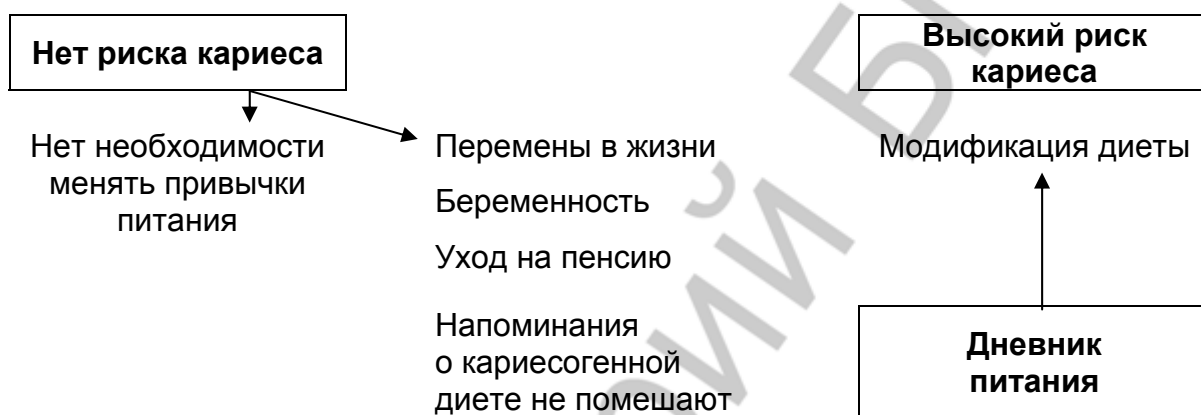 Нет риска кариеса
Нет необходимости
менять привычки
питания
Перемены в жизни
Беременность
Уход на пенсию
Напоминания
о кариесогенной
диете не помешают
Высокий риск
кариеса
Модификация диеты
Дневник
питания